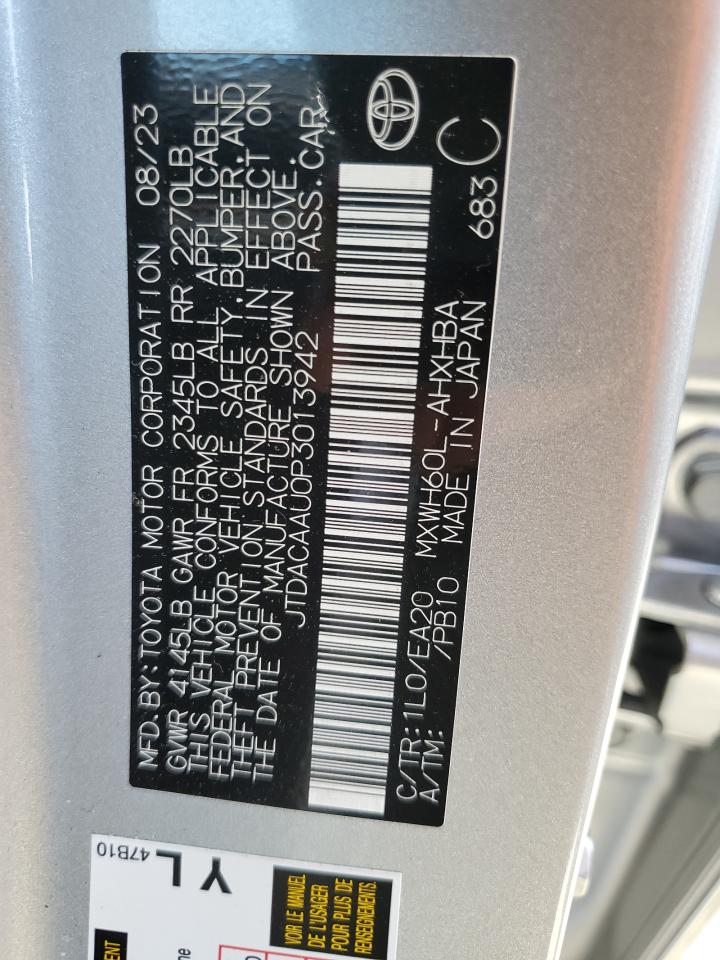 MFD. BY: TOYOTA MOTOR CORPORATION 08/23
GVWR 4145LB GAWR FR 2345LB RR 2270LB
THIS VEHICLE CONFORMS TO ALL APPLICABLE
FEDERAL MOTOR VEHICLE SAFETY, BUMPER, AND
THEFT PREVENTION STANDARDS IN EFFECT ON
THE DATE OF MANUFACTURE SHOWN ABOVE.
JTDACAAU0P3013942 PASS. CAR
C/TR: 1L0/EA20 MXWH60L-AHXHBA
A/TM: /PB10 MADE IN JAPAN
683
C
47B10
YL
VOIR LE MANUEL
DE L'USAGER
POUR PLUS DE
RENSEIGNEMENTS.